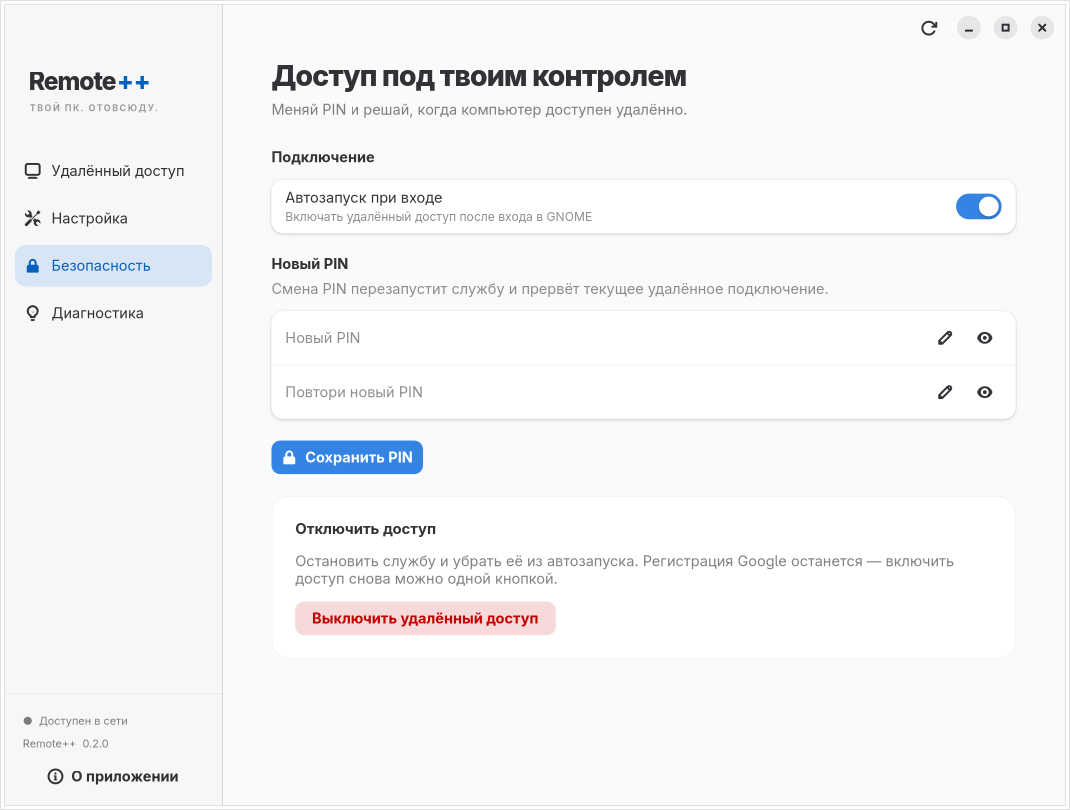 Remote++
ТВОЙ ПК. ОТОВСЮДУ.
Удалённый доступ
Настройка
Безопасность
Диагностика
Доступен в сети
Remote++ 0.2.0
О приложении
Доступ под твоим контролем
Меняй PIN и решай, когда компьютер доступен удалённо.
Подключение
Автозапуск при входе
Включать удалённый доступ после входа в GNOME
Новый PIN
Смена PIN перезапустит службу и прервёт текущее удалённое подключение.
Новый PIN
Повтори новый PIN
Сохранить PIN
Отключить доступ
Остановить службу и убрать её из автозапуска. Регистрация Google останется — включить
доступ снова можно одной кнопкой.
Выключить удалённый доступ